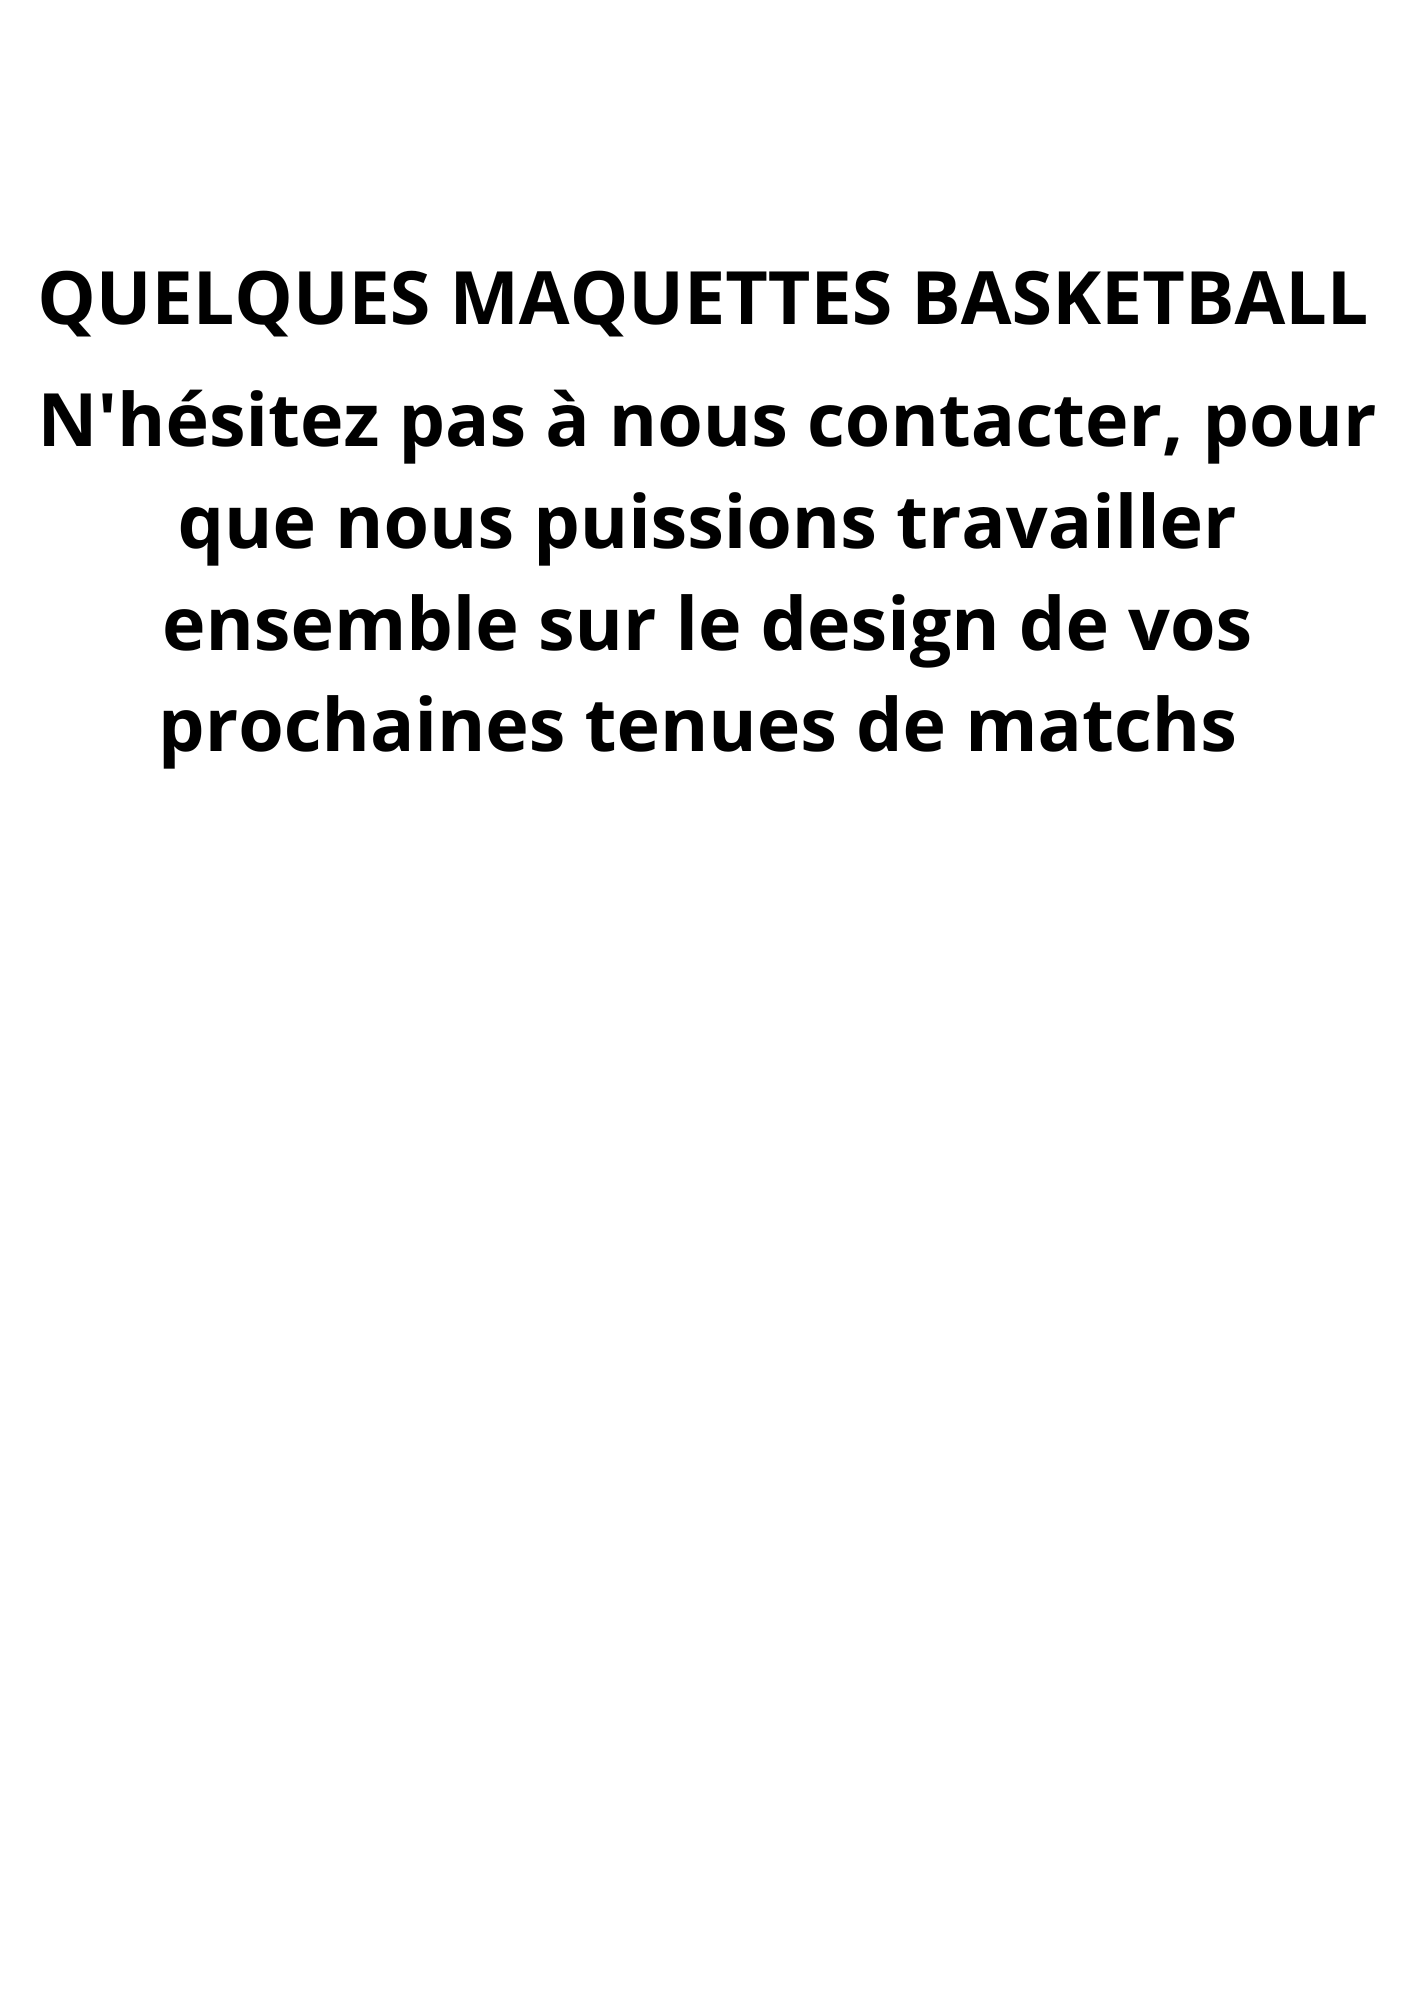 QUELQUES MAQUETTES BASKETBALL
N'hésitez pas à nous contacter, pour
que nous puissions travailler
ensemble sur le design de vos
prochaines tenues de matchs